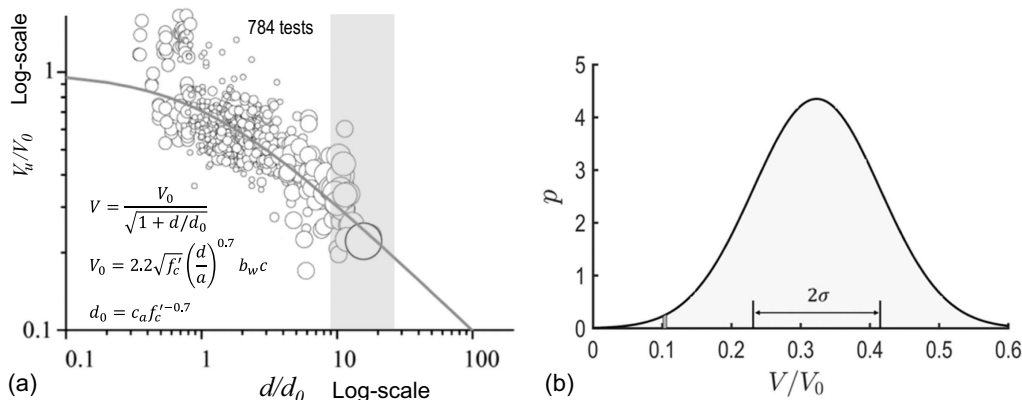 784 tests
Log-scale
1
V_u/V_0
V = V_0 / √(1 + d/d_0)
V_0 = 2.2√f_c′ (d/a)^0.7 b_w c
d_0 = c_a f_c′^−0.7
0.1
0.1 1 10 100
(a) d/d_0 Log-scale
5
4
3
2
1
0
p
2σ
0 0.1 0.2 0.3 0.4 0.5 0.6
(b) V/V_0